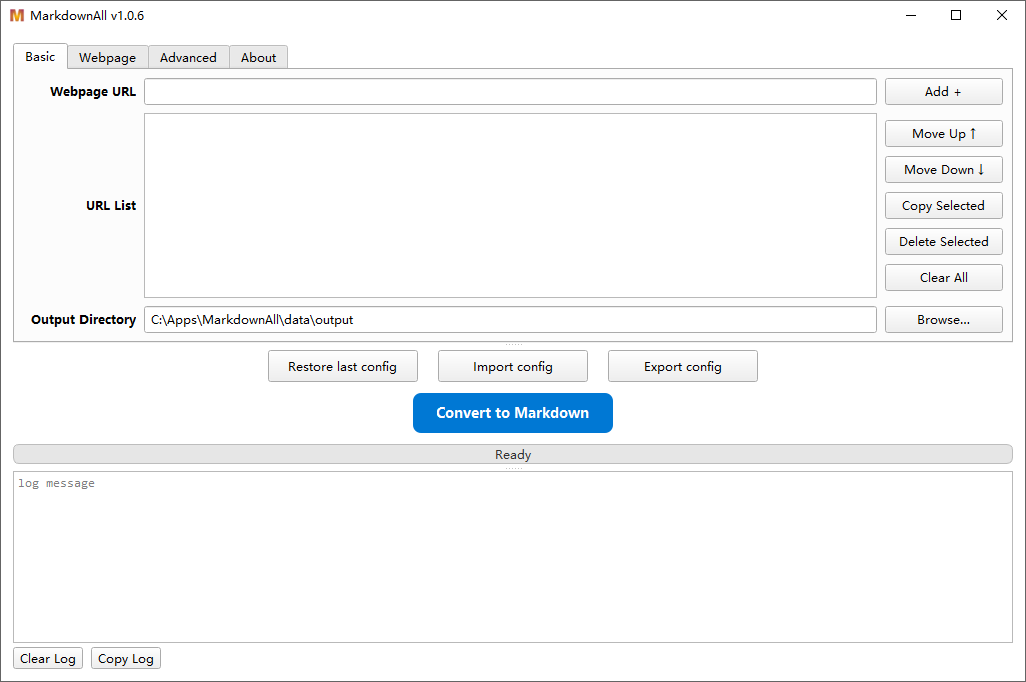 MarkdownAll v1.0.6
Basic Webpage Advanced About
Webpage URL Add +
Move Up ↑
Move Down ↓
URL List Copy Selected
Delete Selected
Clear All
Output Directory C:\Apps\MarkdownAll\data\output Browse...
Restore last config Import config Export config
Convert to Markdown
Ready
log message
Clear Log Copy Log